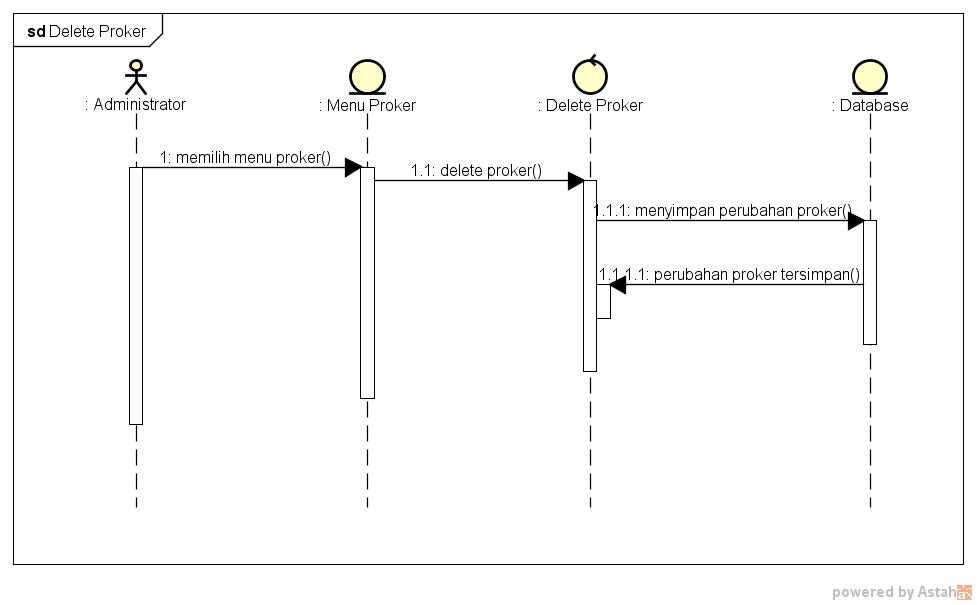 sd Delete Proker
: Administrator
: Menu Proker
: Delete Proker
: Database
1: memilih menu proker()
1.1: delete proker()
1.1.1: menyimpan perubahan proker()
1.1.1.1: perubahan proker tersimpan()
powered by Astah